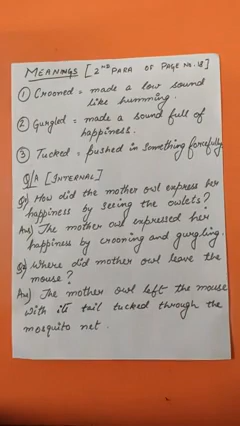 MEANINGS [2ND PARA OF PAGE NO. 18]
① Crooned = made a low sound
like humming.
② Gurgled = made a sound full of
happiness.
③ Tucked = pushed in something forcefully
Q/A [INTERNAL]
Q1) How did the mother owl express her
happiness by seeing the owlets?
Ans) The mother owl expressed her
happiness by crooning and gurgling.
Q2) Where did mother owl leave the
mouse?
Ans) The mother owl left the mouse
with its tail tucked through the
mosquito net.